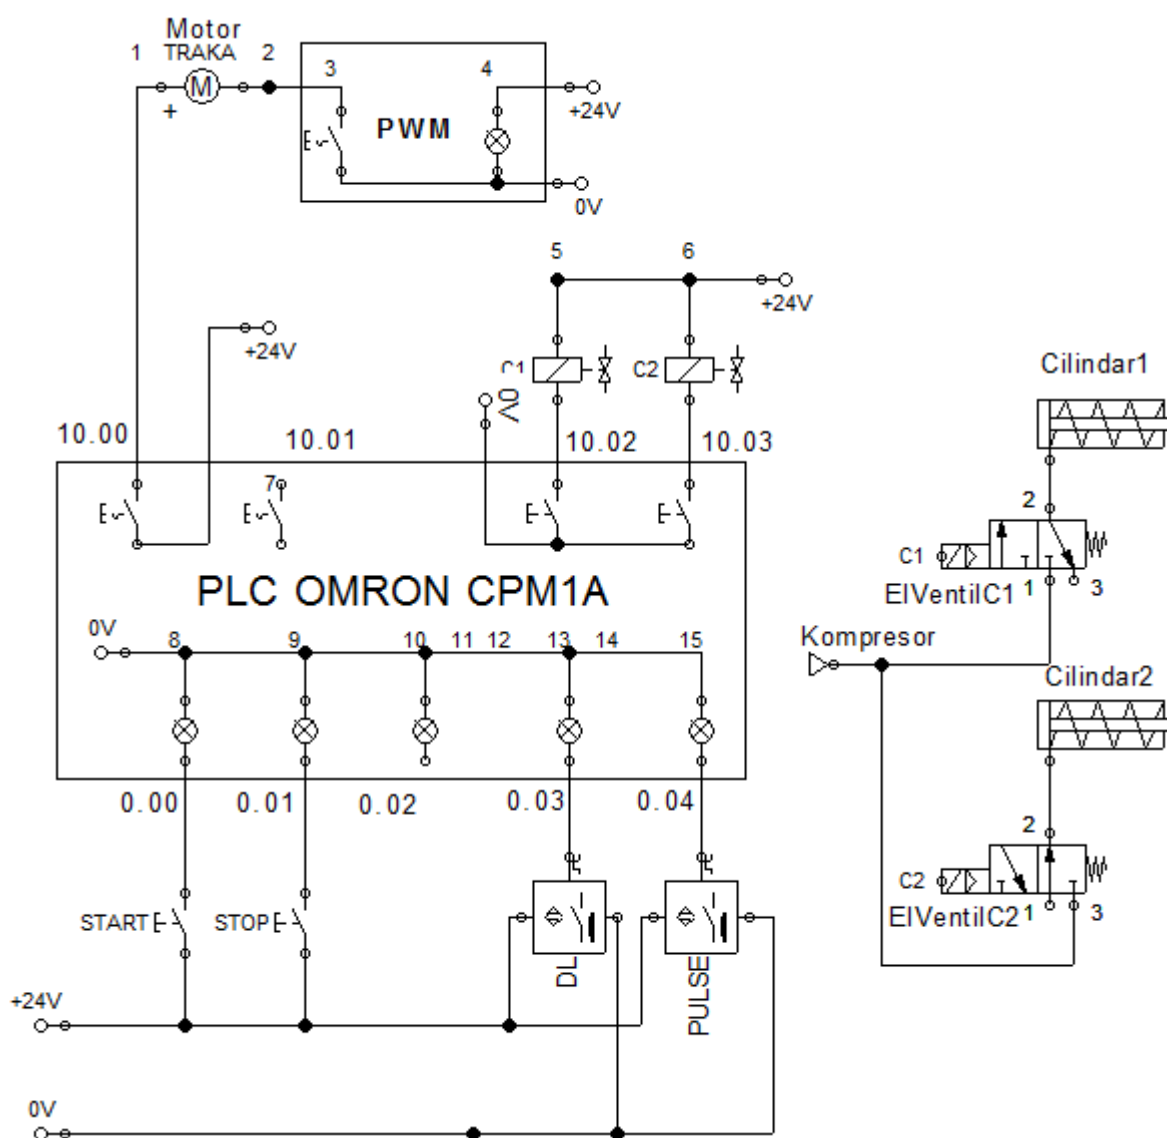 Motor
1 TRAKA 2
3 4
M
+
PWM
+24V
0V
5 6
+24V
+24V
C1 C2
0V
Cilindar1
10.00 10.01 10.02 10.03
7
2
C1
1 3
ElVentilC1
PLC OMRON CPM1A
0V
8 9 10 11 12 13 14 15
Kompresor
Cilindar2
0.00 0.01 0.02 0.03 0.04
2
C2
1 3
ElVentilC2
START STOP
DL
PULSE
+24V
0V